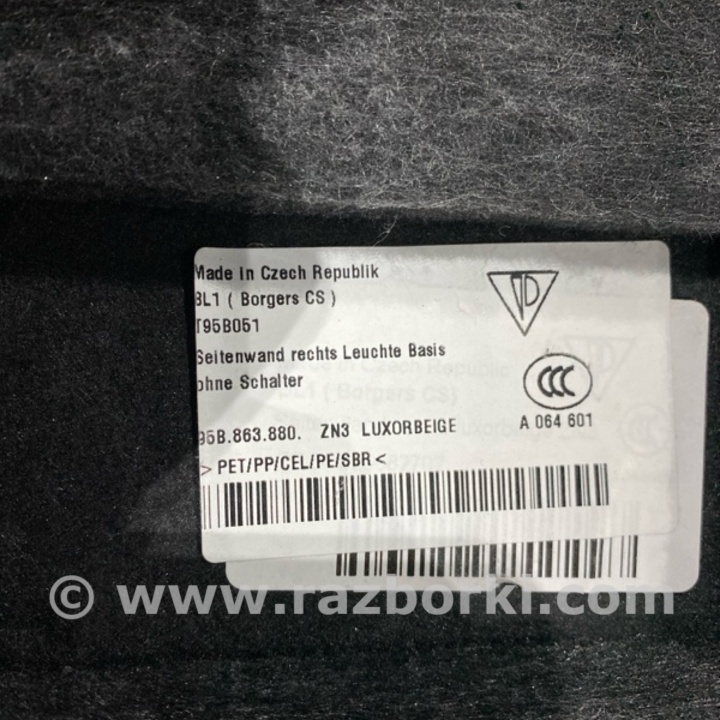 Made In Czech Republik
BL1 ( Borgers CS )
T95B051
Seitenwand rechts Leuchte Basis
ohne Schalter
95B.863.880. ZN3 LUXORBEIGE
A 064 601
> PET/PP/CEL/PE/SBR <
© www.razborki.com